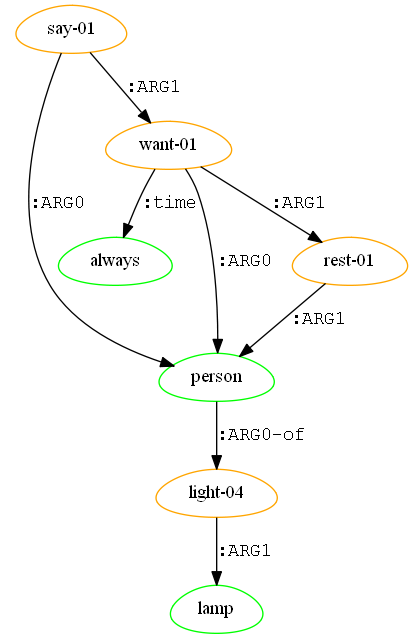 say-01
:ARG1
want-01
:ARG0
:time
:ARG1
always
:ARG0
rest-01
:ARG1
person
:ARG0-of
light-04
:ARG1
lamp